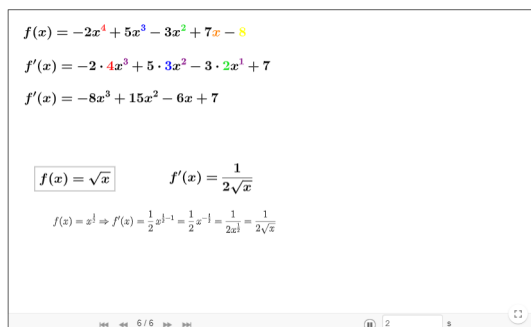 f(x) = −2x⁴ + 5x³ − 3x² + 7x − 8
f′(x) = −2 · 4x³ + 5 · 3x² − 3 · 2x¹ + 7
f′(x) = −8x³ + 15x² − 6x + 7
f(x) = √x f′(x) = 1/(2√x)
f(x) = x^(1/2) ⇒ f′(x) = 1/2 x^(1/2 − 1) = 1/2 x^(−1/2) = 1/(2x^(1/2)) = 1/(2√x)
6 / 6 2 s